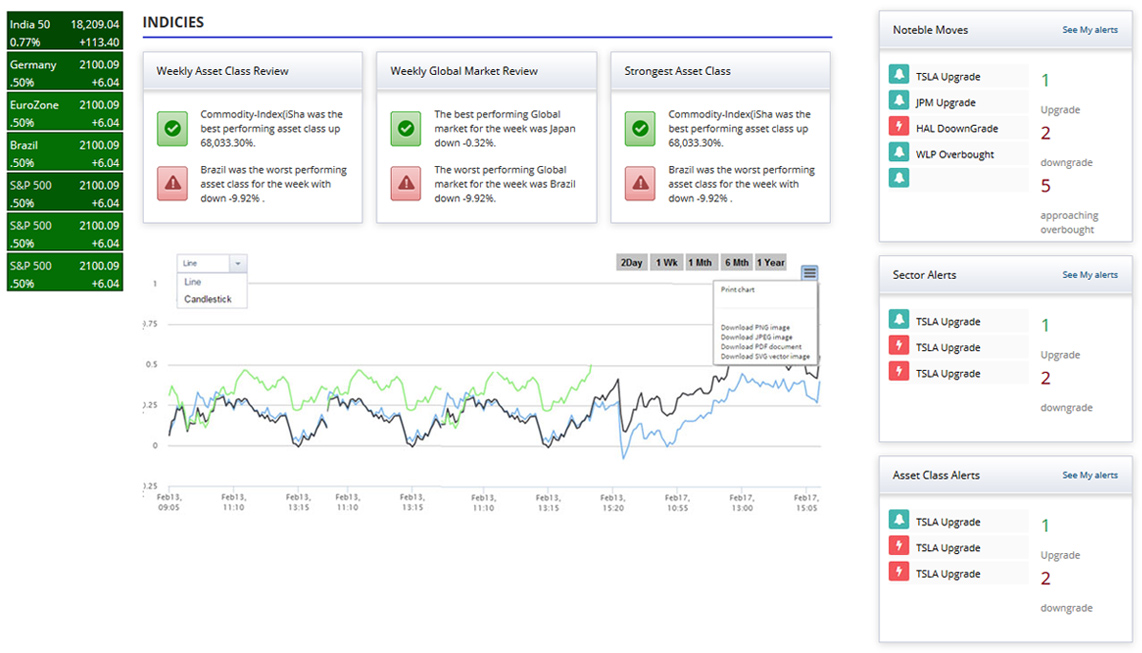 India 50 18,209.04
0.77% +113.40
Germany 2100.09
.50% +6.04
EuroZone 2100.09
.50% +6.04
Brazil 2100.09
.50% +6.04
S&P 500 2100.09
.50% +6.04
S&P 500 2100.09
.50% +6.04
S&P 500 2100.09
.50% +6.04
INDICIES
Weekly Asset Class Review
Commodity-Index(iSha was the
best performing asset class up
68,033.30%.
Brazil was the worst performing
asset class for the week with
down -9.92% .
Weekly Global Market Review
The best performing Global
market for the week was Japan
down -0.32%.
The worst performing Global
market for the week was Brazil
down -9.92%.
Strongest Asset Class
Commodity-Index(iSha was the
best performing asset class up
68,033.30%.
Brazil was the worst performing
asset class for the week with
down -9.92% .
Line
Line
Candlestick
2Day 1 Wk 1 Mth 6 Mth 1 Year
Print chart
Download PNG image
Download JPEG image
Download PDF document
Download SVG vector image
1
0.75
0.5
0.25
0
0.25
Feb13, Feb13, Feb13, Feb13, Feb13, Feb13, Feb13, Feb13, Feb17, Feb17, Feb17,
09:05 11:10 13:15 11:10 13:15 11:10 13:15 15:20 10:55 13:00 15:05
Noteble Moves See My alerts
TSLA Upgrade
JPM Upgrade
HAL DoownGrade
WLP Overbought
1
Upgrade
2
downgrade
5
approaching
overbought
Sector Alerts See My alerts
TSLA Upgrade
TSLA Upgrade
TSLA Upgrade
1
Upgrade
2
downgrade
Asset Class Alerts See My alerts
TSLA Upgrade
TSLA Upgrade
TSLA Upgrade
1
Upgrade
2
downgrade